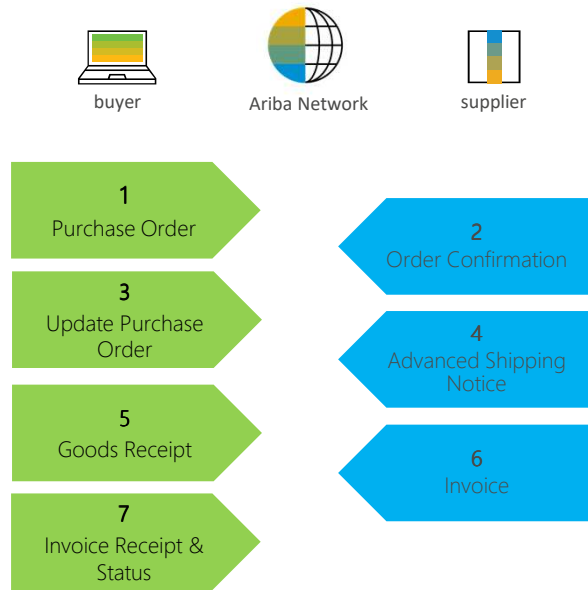 buyer
Ariba Network
supplier
1
Purchase Order
2
Order Confirmation
3
Update Purchase
Order
4
Advanced Shipping
Notice
5
Goods Receipt
6
Invoice
7
Invoice Receipt &
Status